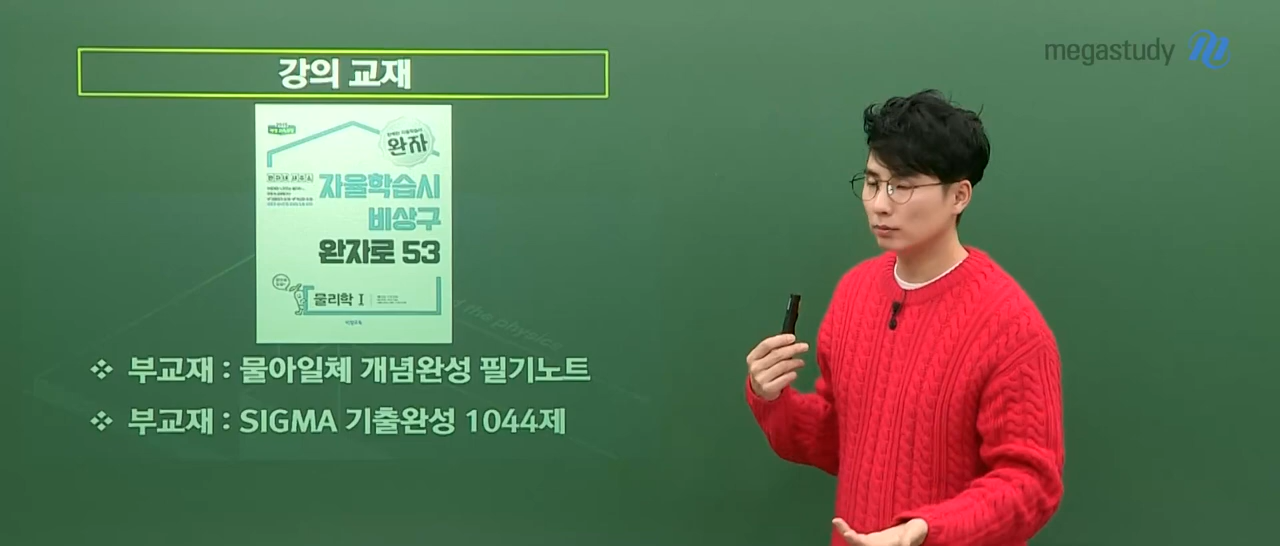 megastudy
강의 교재
완자
자율학습시
비상구
완자로 53
물리학 I
❖ 부교재 : 물아일체 개념완성 필기노트
❖ 부교재 : SIGMA 기출완성 1044제